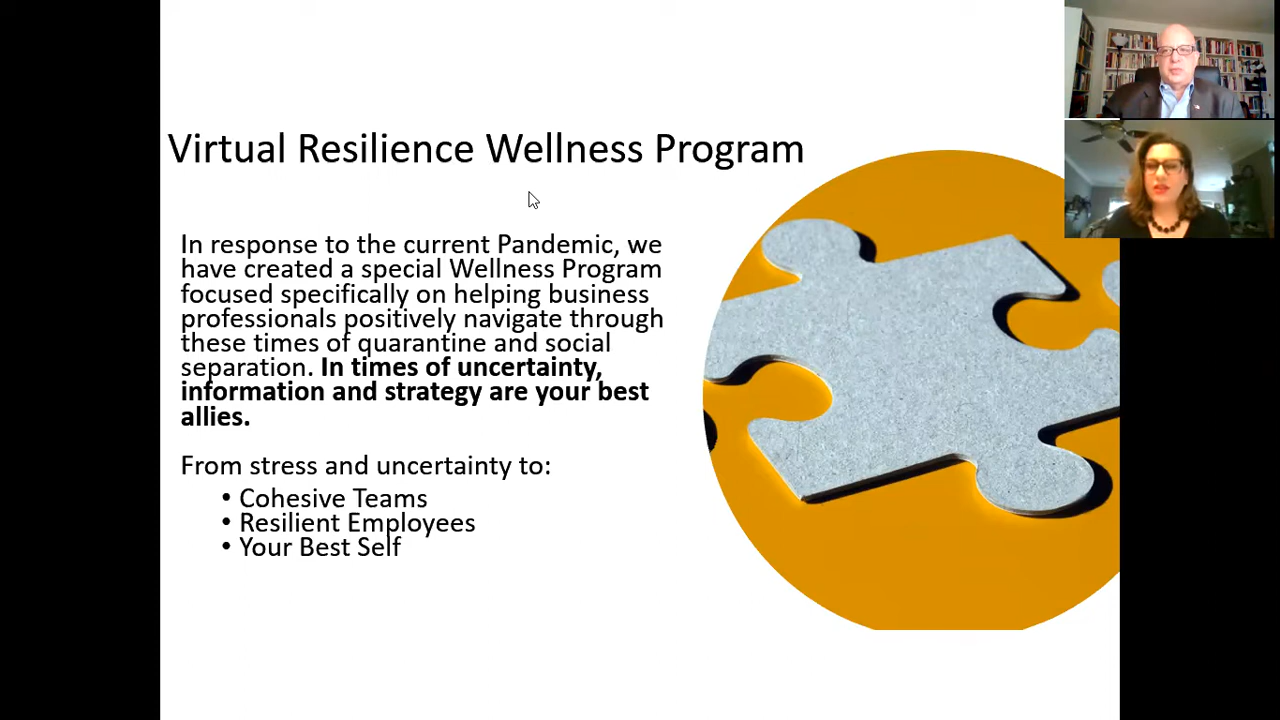 Virtual Resilience Wellness Program
In response to the current Pandemic, we
have created a special Wellness Program
focused specifically on helping business
professionals positively navigate through
these times of quarantine and social
separation. In times of uncertainty,
information and strategy are your best
allies.
From stress and uncertainty to:
• Cohesive Teams
• Resilient Employees
• Your Best Self